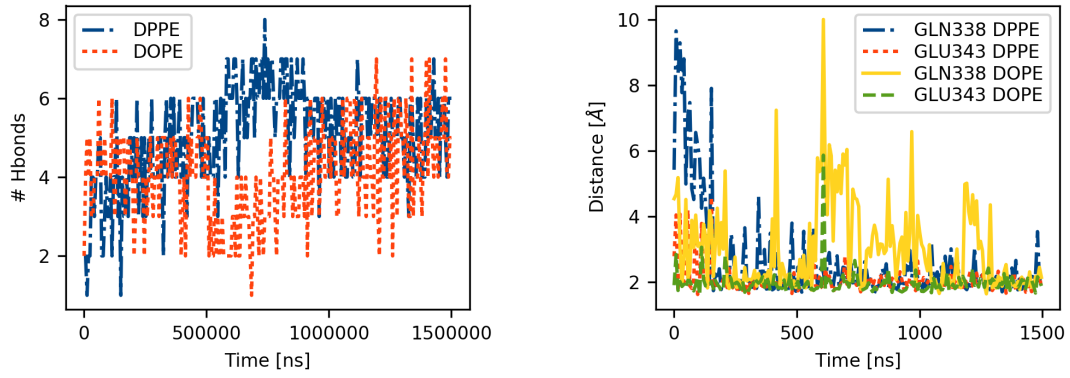 8
6
4
2
# Hbonds
DPPE
DOPE
0
500000
1000000
1500000
Time [ns]
10
8
6
4
2
Distance [Å]
GLN338 DPPE
GLU343 DPPE
GLN338 DOPE
GLU343 DOPE
0
500
1000
1500
Time [ns]